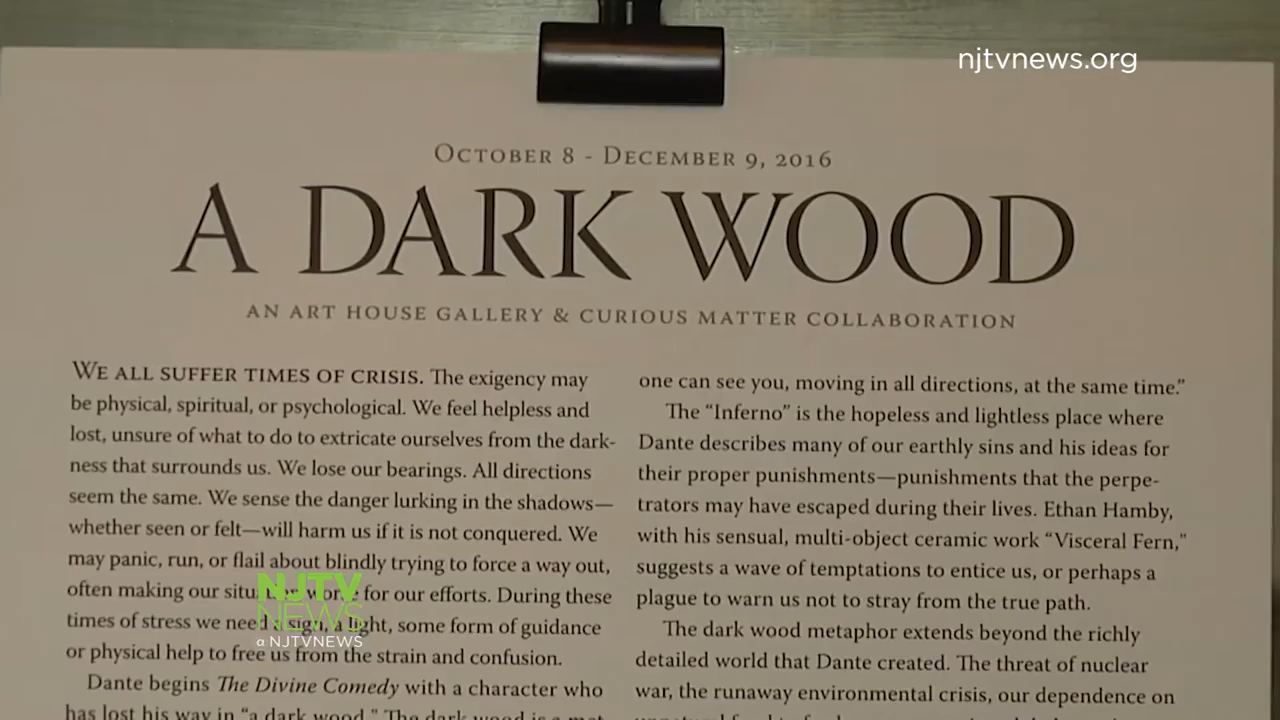 njtvnews.org
OCTOBER 8 - DECEMBER 9, 2016
A DARK WOOD
AN ART HOUSE GALLERY & CURIOUS MATTER COLLABORATION
WE ALL SUFFER TIMES OF CRISIS. The exigency may
be physical, spiritual, or psychological. We feel helpless and
lost, unsure of what to do to extricate ourselves from the dark-
ness that surrounds us. We lose our bearings. All directions
seem the same. We sense the danger lurking in the shadows—
whether seen or felt—will harm us if it is not conquered. We
may panic, run, or flail about blindly trying to force a way out,
often making our for our efforts. During these
times of stress we need a sign, a light, some form of guidance
or physical help to free us from the strain and confusion.
Dante begins The Divine Comedy with a character who
has lost his way in “a dark wood.” The dark wood is a
one can see you, moving in all directions, at the same time.”
The “Inferno” is the hopeless and lightless place where
Dante describes many of our earthly sins and his ideas for
their proper punishments—punishments that the perpe-
trators may have escaped during their lives. Ethan Hamby,
with his sensual, multi-object ceramic work “Visceral Fern,”
suggests a wave of temptations to entice us, or perhaps a
plague to warn us not to stray from the true path.
The dark wood metaphor extends beyond the richly
detailed world that Dante created. The threat of nuclear
war, the runaway environmental crisis, our dependence on
NJTV
NEWS
@NJTVNEWS